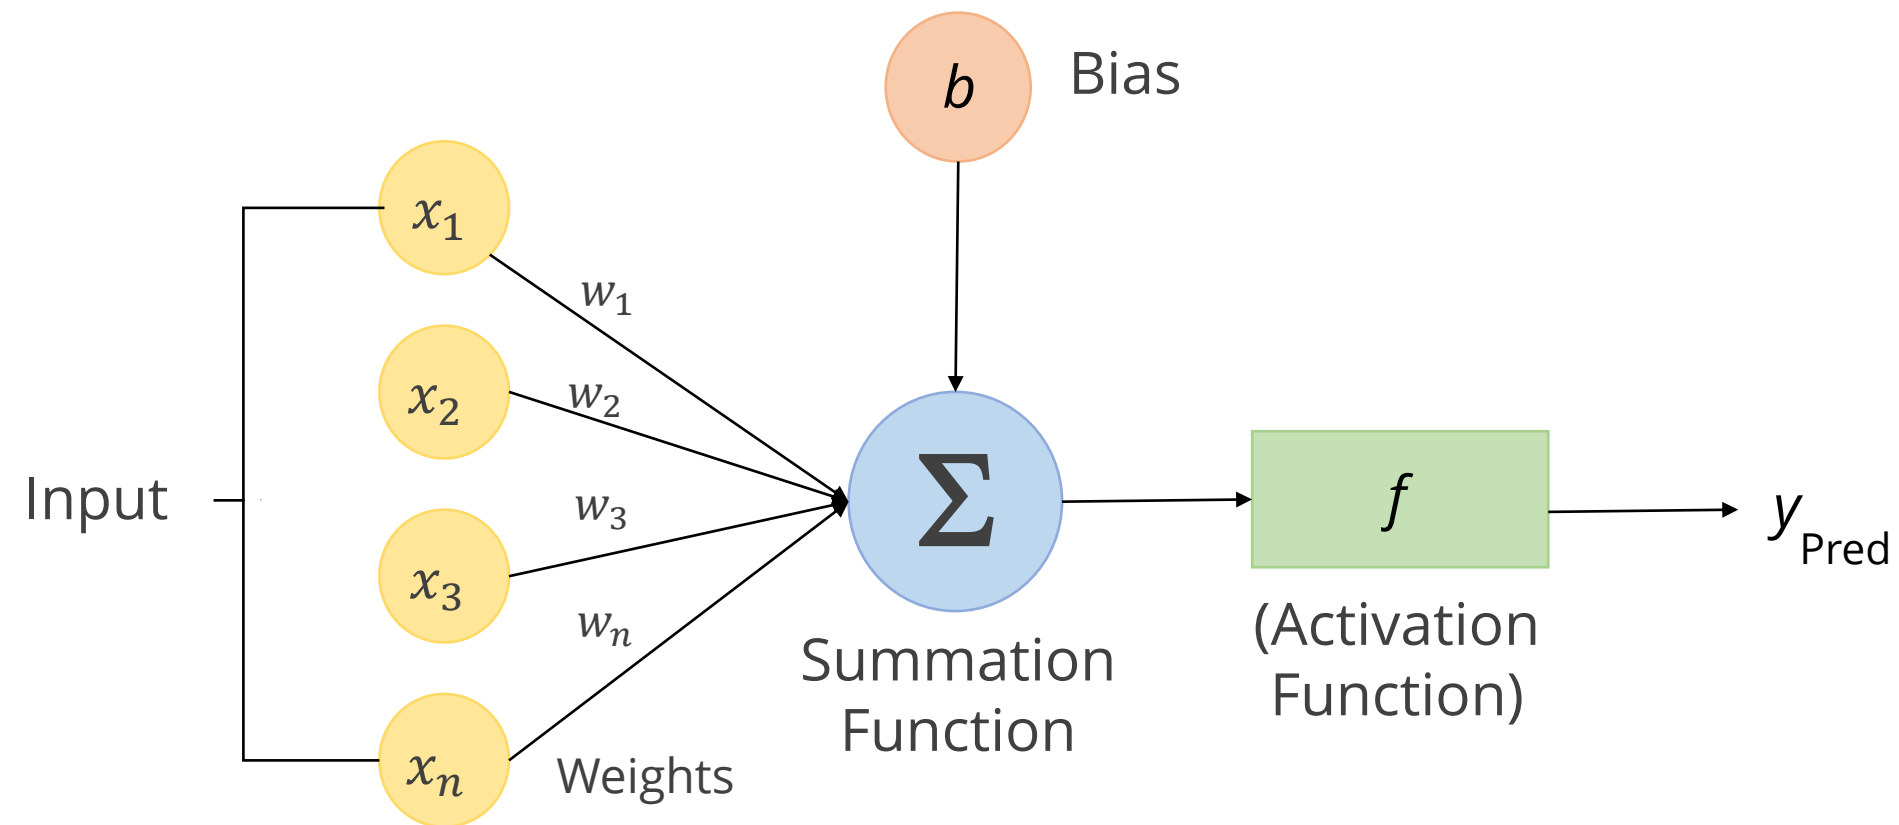 b
Bias
x₁
w₁
x₂
w₂
Input
w₃
x₃
wₙ
xₙ
Weights
Σ
Summation
Function
f
(Activation
Function)
y Pred